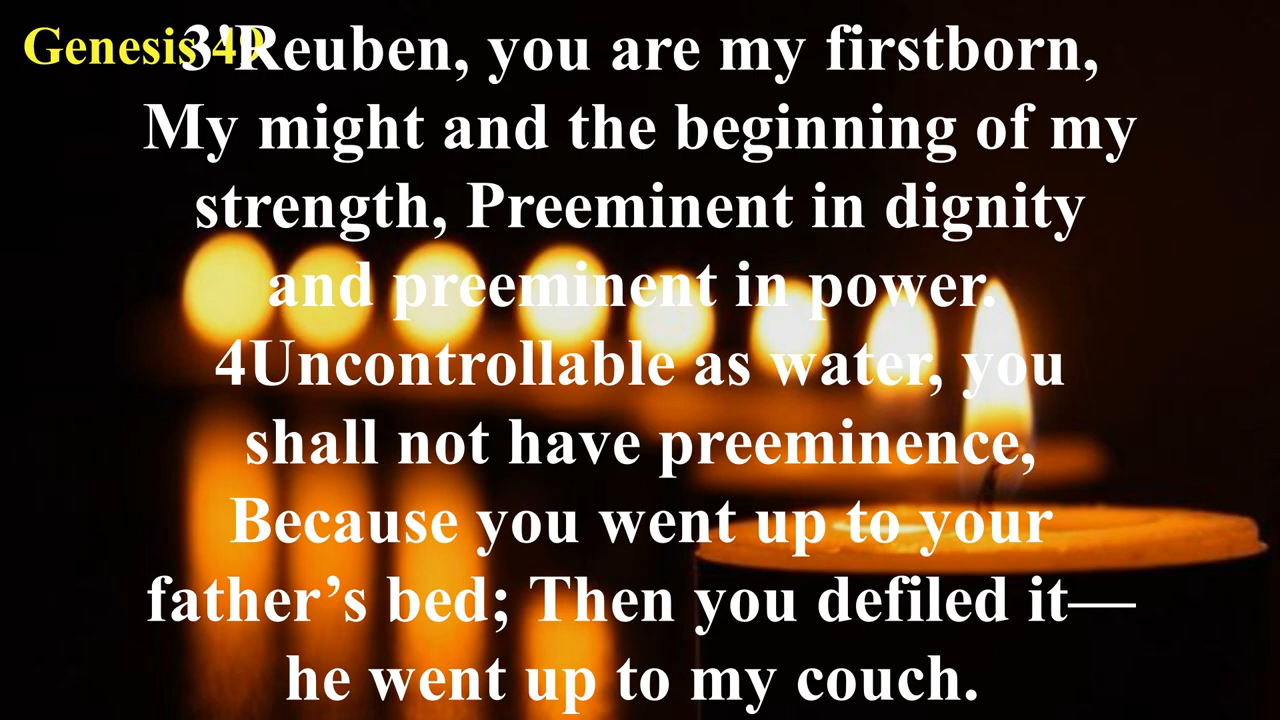 Genesis 49
3“Reuben, you are my firstborn,
My might and the beginning of my
strength, Preeminent in dignity
and preeminent in power.
4Uncontrollable as water, you
shall not have preeminence,
Because you went up to your
father’s bed; Then you defiled it—
he went up to my couch.